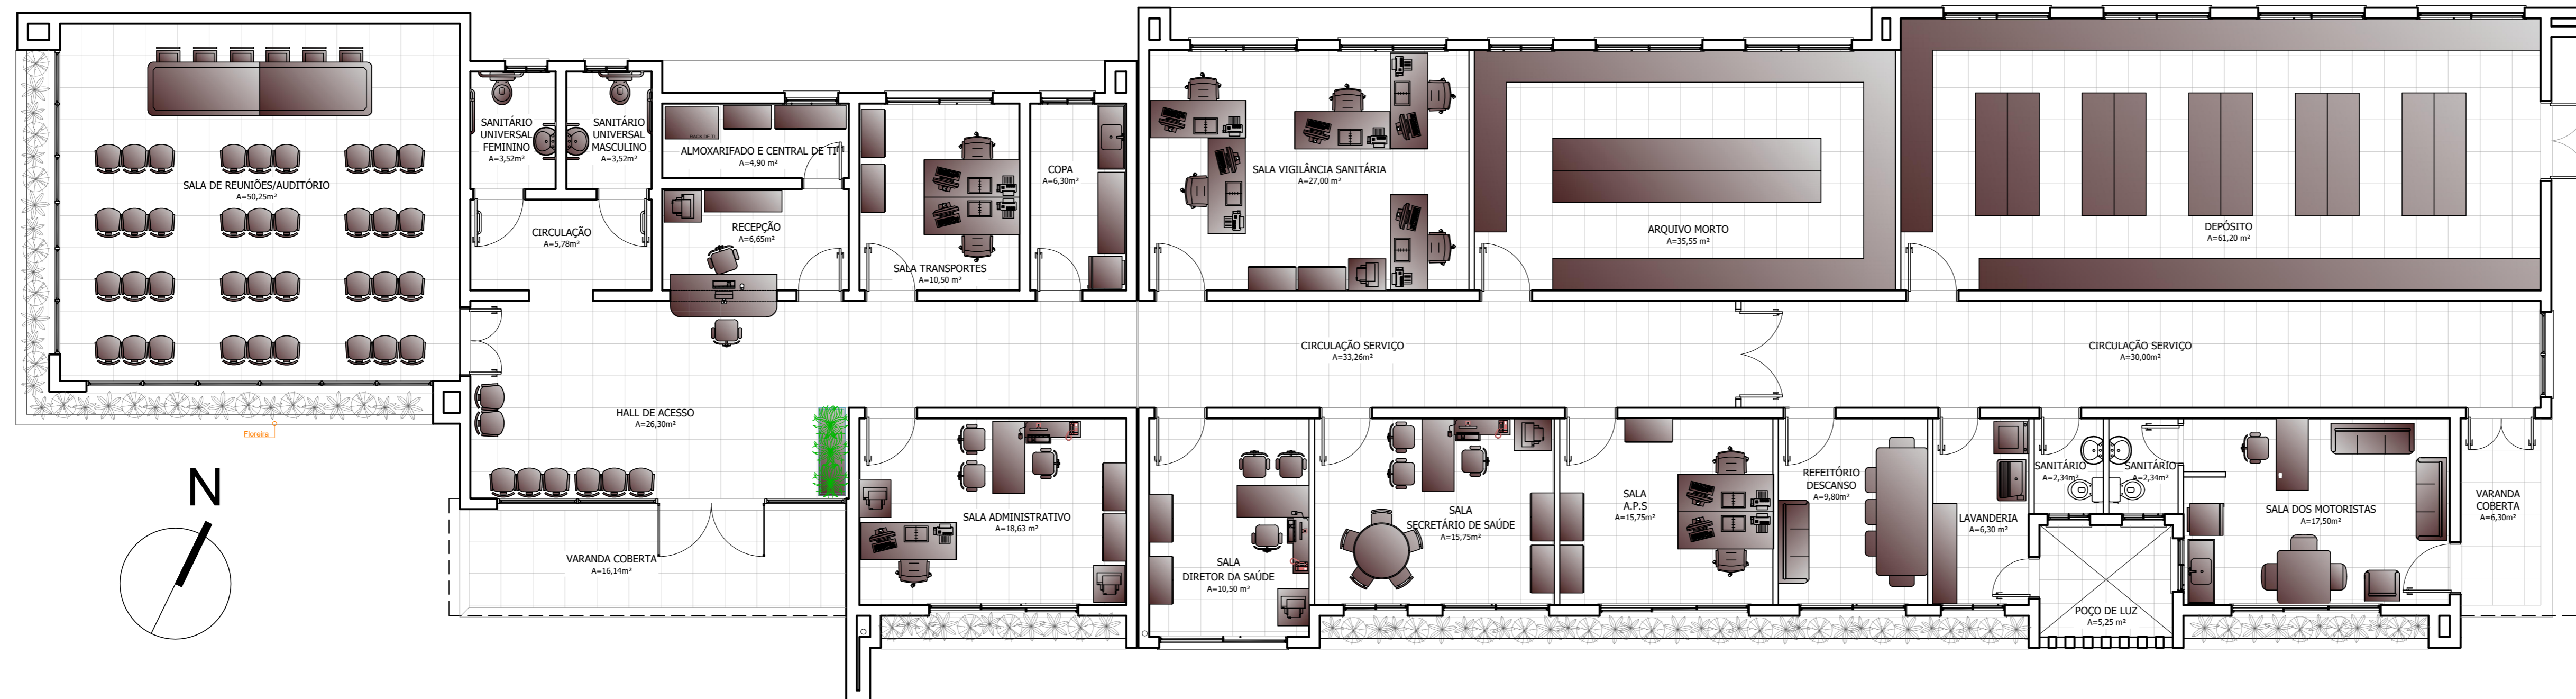 SALA DE REUNIÕES/AUDITÓRIO
A=50,25m²
SANITÁRIO
UNIVERSAL
FEMININO
A=3,52m²
SANITÁRIO
UNIVERSAL
MASCULINO
A=3,52m²
CIRCULAÇÃO
A=5,78m²
RACK DE TI
ALMOXARIFADO E CENTRAL DE TI
A=4,90 m²
RECEPÇÃO
A=6,65m²
SALA TRANSPORTES
A=10,50 m²
COPA
A=6,30m²
SALA VIGILÂNCIA SANITÁRIA
A=27,00 m²
ARQUIVO MORTO
A=35,55 m²
DEPÓSITO
A=61,20 m²
CIRCULAÇÃO SERVIÇO
A=33,26m²
CIRCULAÇÃO SERVIÇO
A=30,00m²
HALL DE ACESSO
A=26,30m²
Floreira
N
VARANDA COBERTA
A=16,14m²
SALA ADMINISTRATIVO
A=18,63 m²
SALA
DIRETOR DA SAÚDE
A=10,50 m²
SALA
SECRETÁRIO DE SAÚDE
A=15,75m²
SALA
A.P.S
A=15,75m²
REFEITÓRIO
DESCANSO
A=9,80m²
LAVANDERIA
A=6,30 m²
SANITÁRIO
A=2,34m²
SANITÁRIO
A=2,34m²
POÇO DE LUZ
A=5,25 m²
SALA DOS MOTORISTAS
A=17,50m²
VARANDA
COBERTA
A=6,30m²